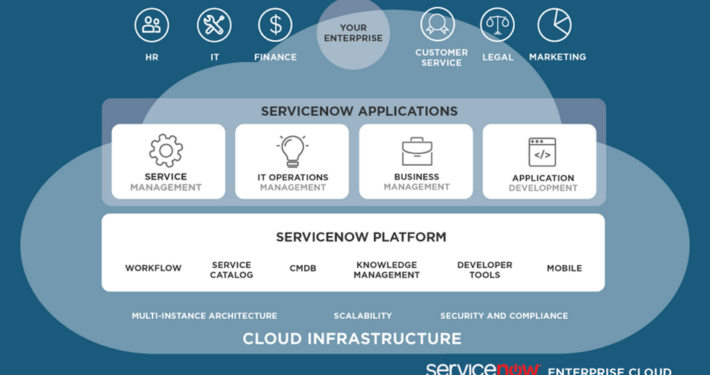 YOUR
ENTERPRISE
HR
IT
FINANCE
CUSTOMER
SERVICE
LEGAL
MARKETING
SERVICENOW APPLICATIONS
SERVICE
MANAGEMENT
IT OPERATIONS
MANAGEMENT
BUSINESS
MANAGEMENT
</>
APPLICATION
DEVELOPMENT
SERVICENOW PLATFORM
WORKFLOW
SERVICE
CATALOG
CMDB
KNOWLEDGE
MANAGEMENT
DEVELOPER
TOOLS
MOBILE
MULTI-INSTANCE ARCHITECTURE
SCALABILITY
SECURITY AND COMPLIANCE
CLOUD INFRASTRUCTURE
servicenow ENTERPRISE CLOUD